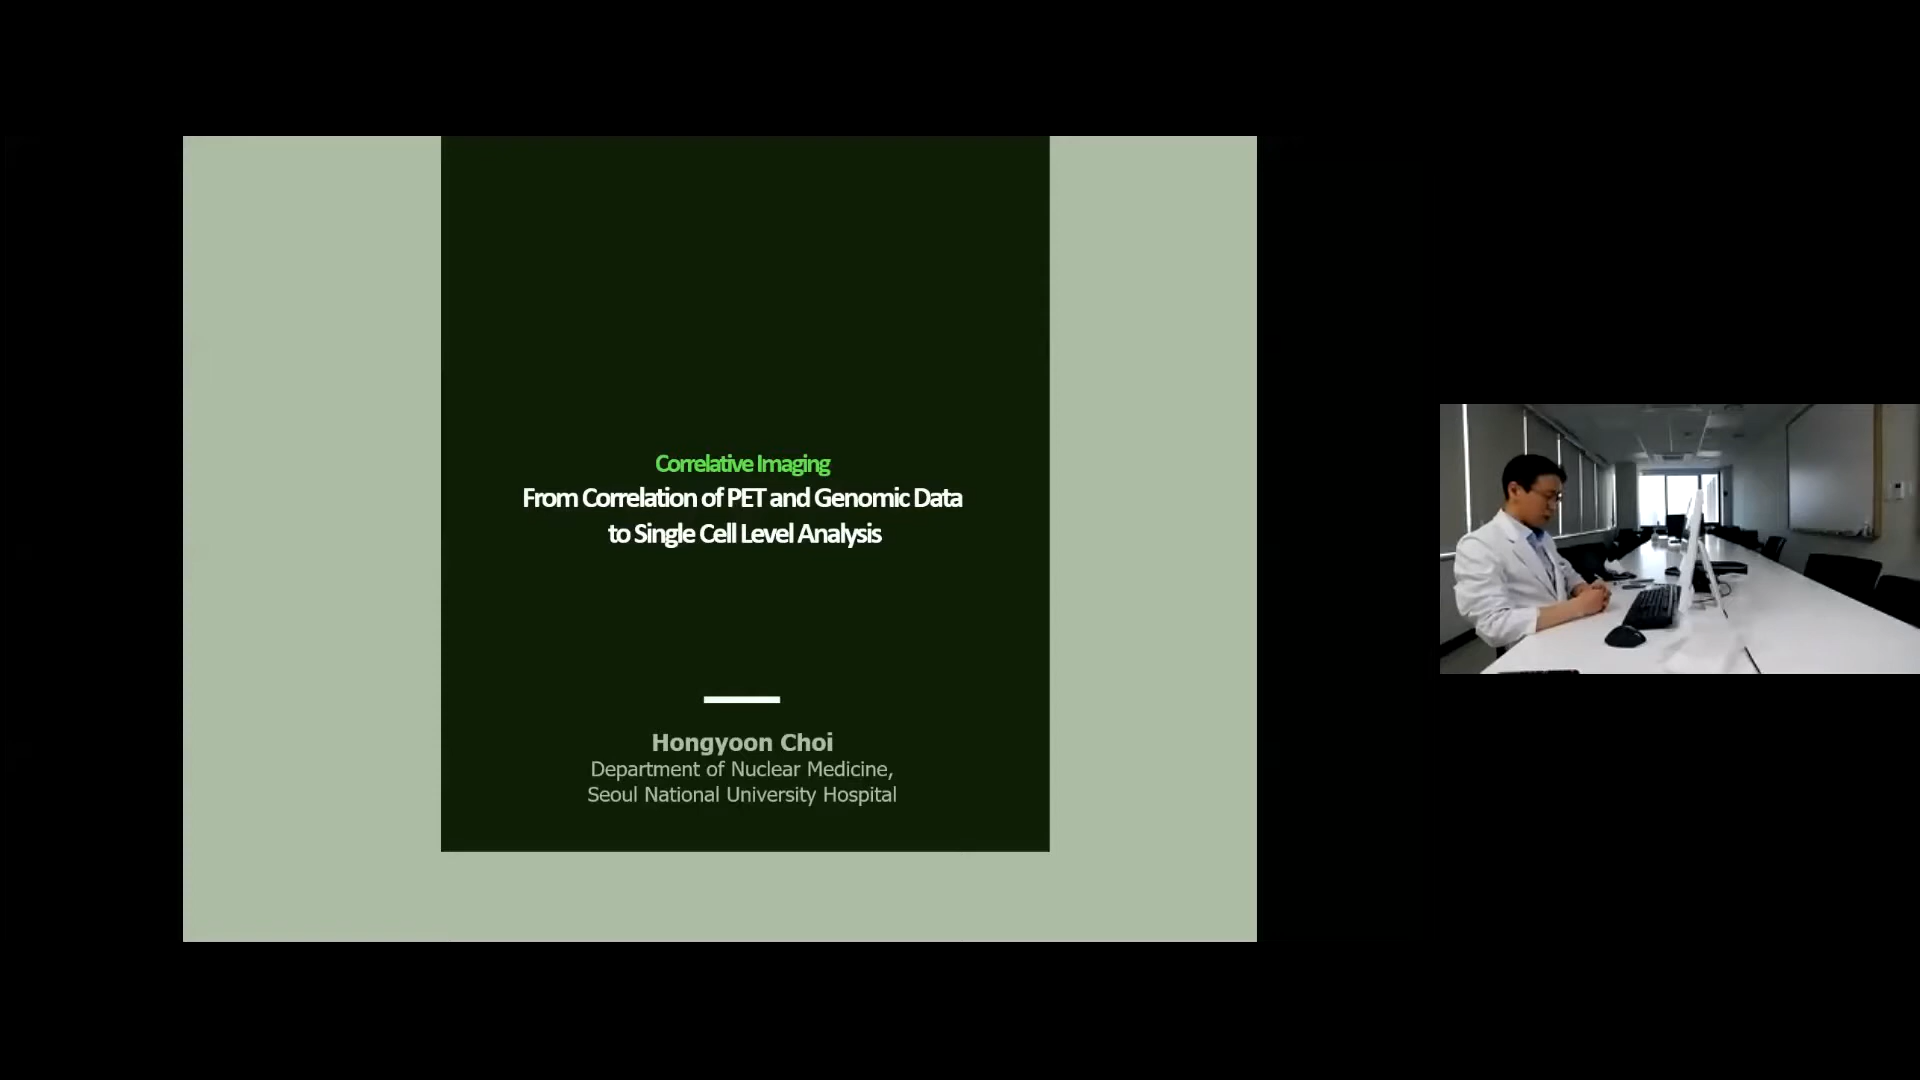 Correlative Imaging
From Correlation of PET and Genomic Data
to Single Cell Level Analysis
Hongyoon Choi
Department of Nuclear Medicine,
Seoul National University Hospital